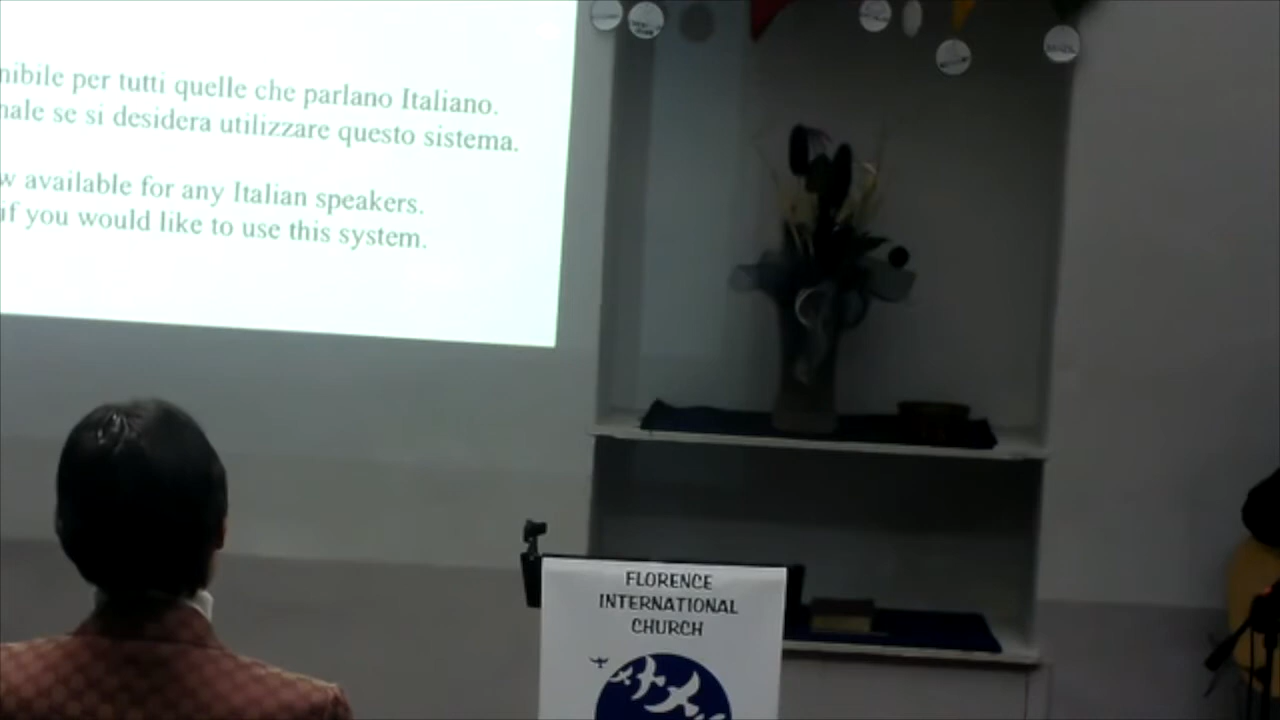 nibile per tutti quelle che parlano Italiano.
nale se si desidera utilizzare questo sistema.
w available for any Italian speakers.
if you would like to use this system.
FLORENCE
INTERNATIONAL
CHURCH